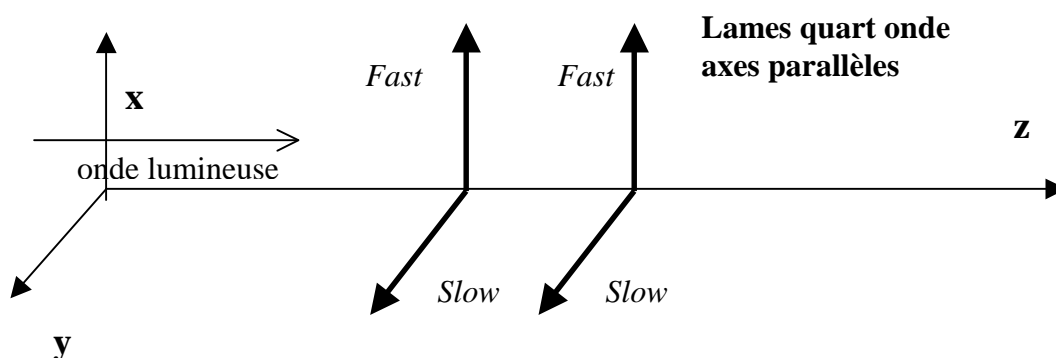 Lames quart onde
axes parallèles
Fast
Fast
x
z
onde lumineuse
Slow
Slow
y